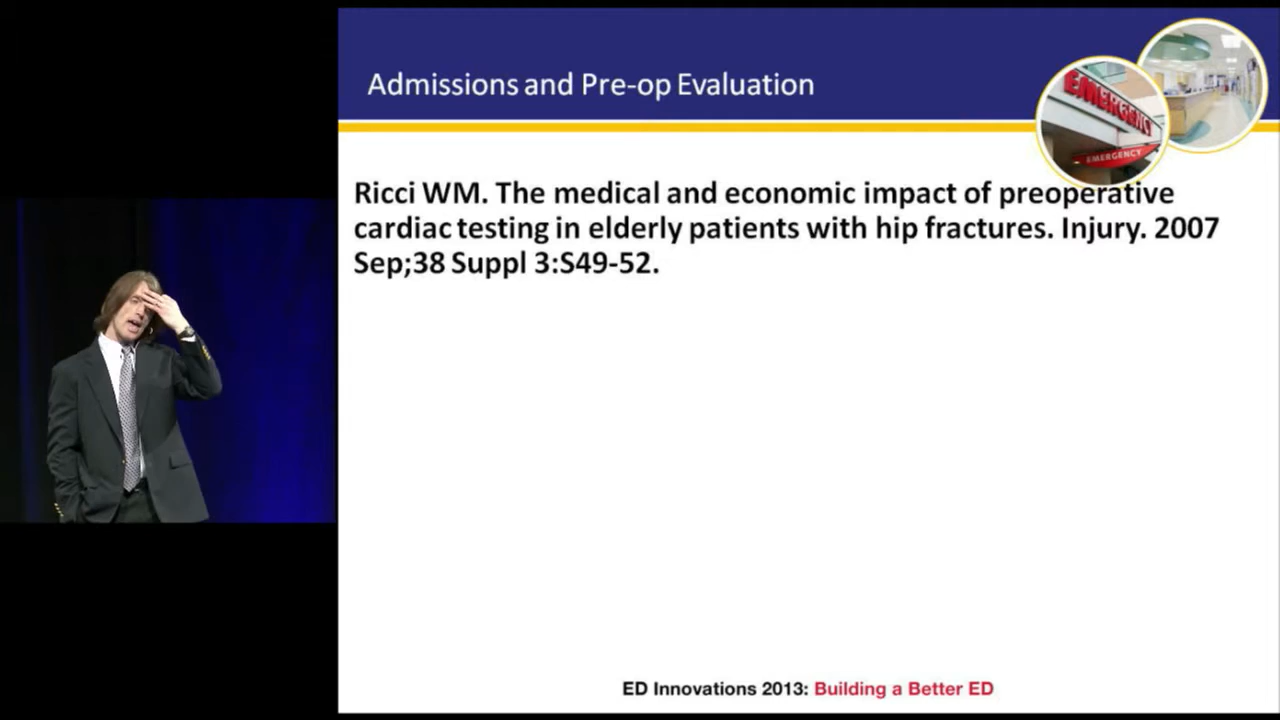 Admissions and Pre-op Evaluation
EMERGENCY
EMERGENCY
Ricci WM. The medical and economic impact of preoperative
cardiac testing in elderly patients with hip fractures. Injury. 2007
Sep;38 Suppl 3:S49-52.
ED Innovations 2013: Building a Better ED